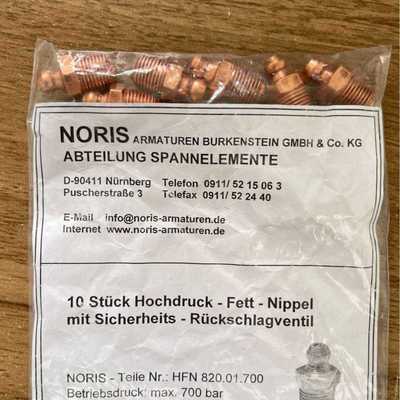 NORIS ARMATUREN BURKENSTEIN GMBH & Co. KG
ABTEILUNG SPANNELEMENTE
D-90411 Nürnberg Telefon 0911/ 52 15 06 3
Puscherstraße 3 Telefax 0911/ 52 24 40
E-Mail info@noris-armaturen.de
Internet www.noris-armaturen.de
10 Stück Hochdruck - Fett - Nippel
mit Sicherheits - Rückschlagventil
NORIS - Teile Nr.: HFN 820.01.700
Betriebsdruck: max. 700 bar